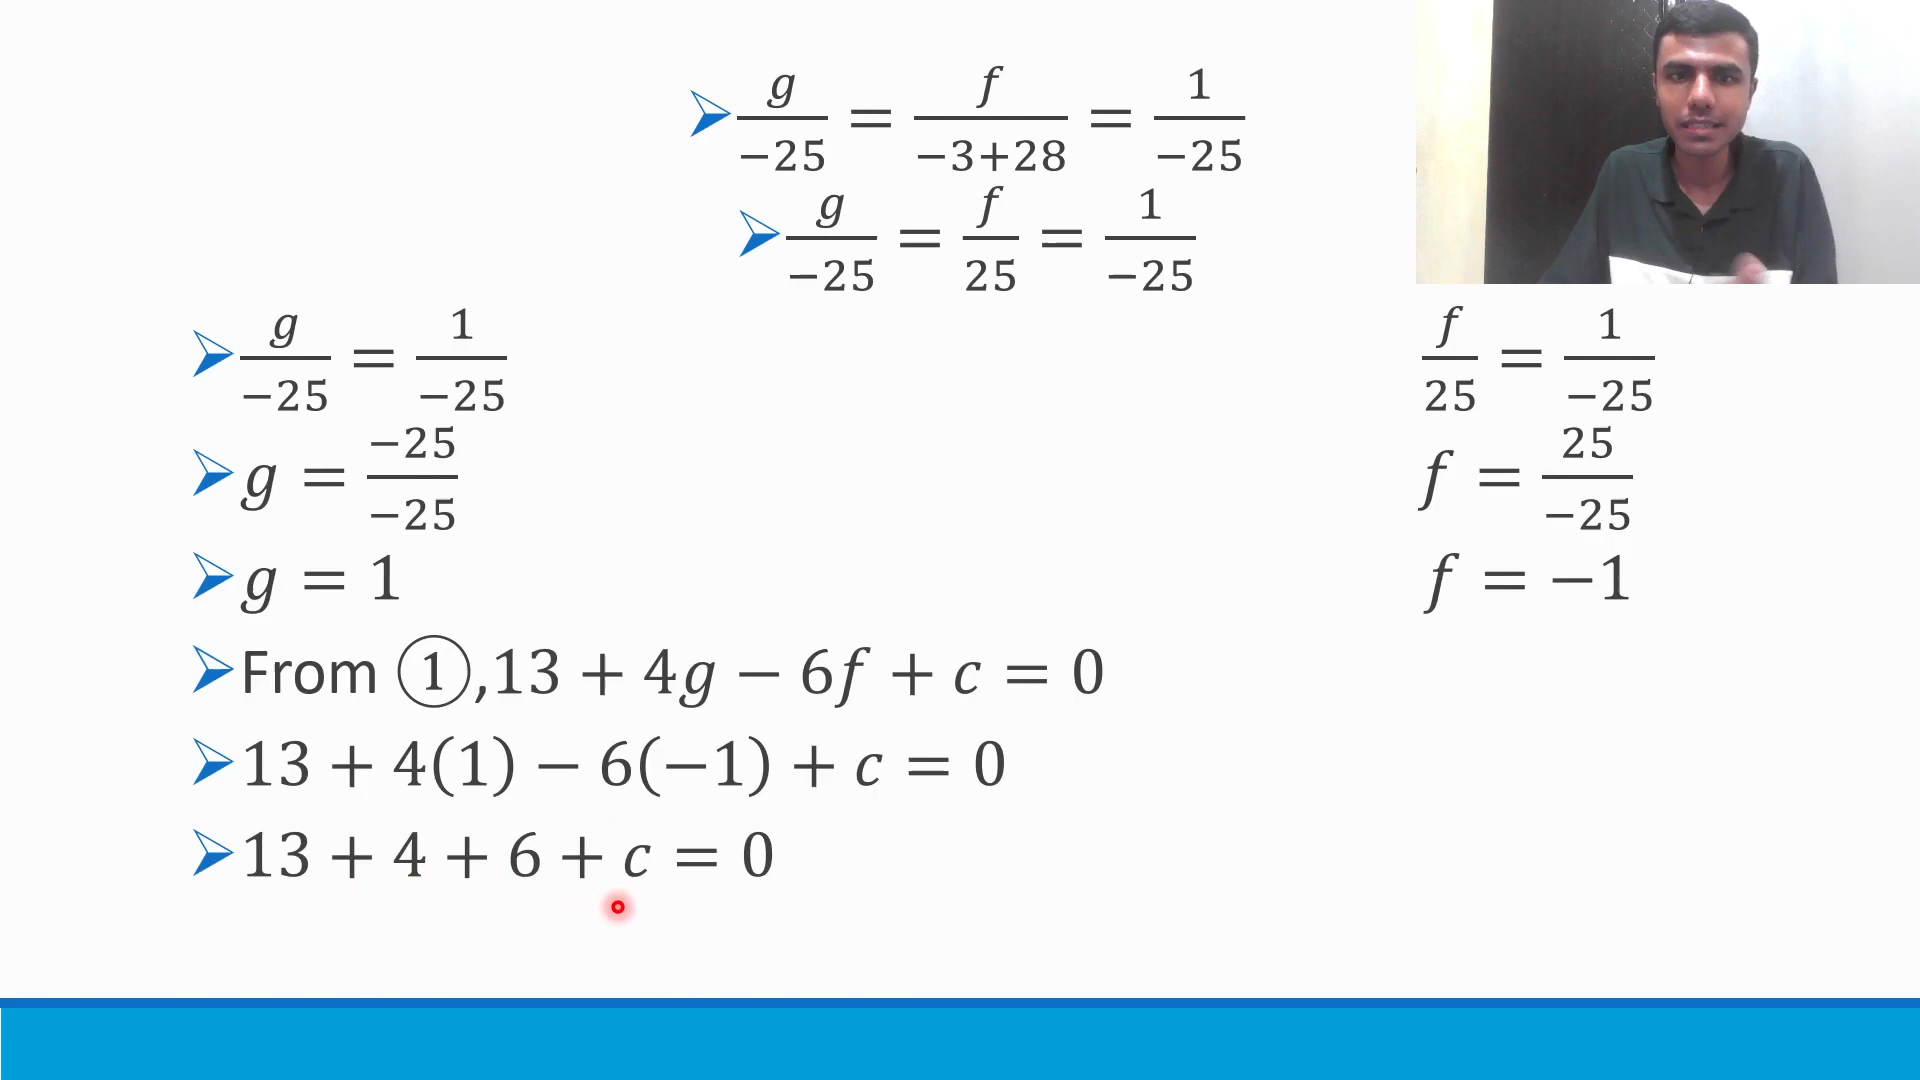 g/−25 = f/−3+28 = 1/−25
g/−25 = f/25 = 1/−25
g/−25 = 1/−25
f/25 = 1/−25
g = −25/−25
f = 25/−25
g = 1
f = −1
From ①,13 + 4g − 6f + c = 0
13 + 4(1) − 6(−1) + c = 0
13 + 4 + 6 + c = 0